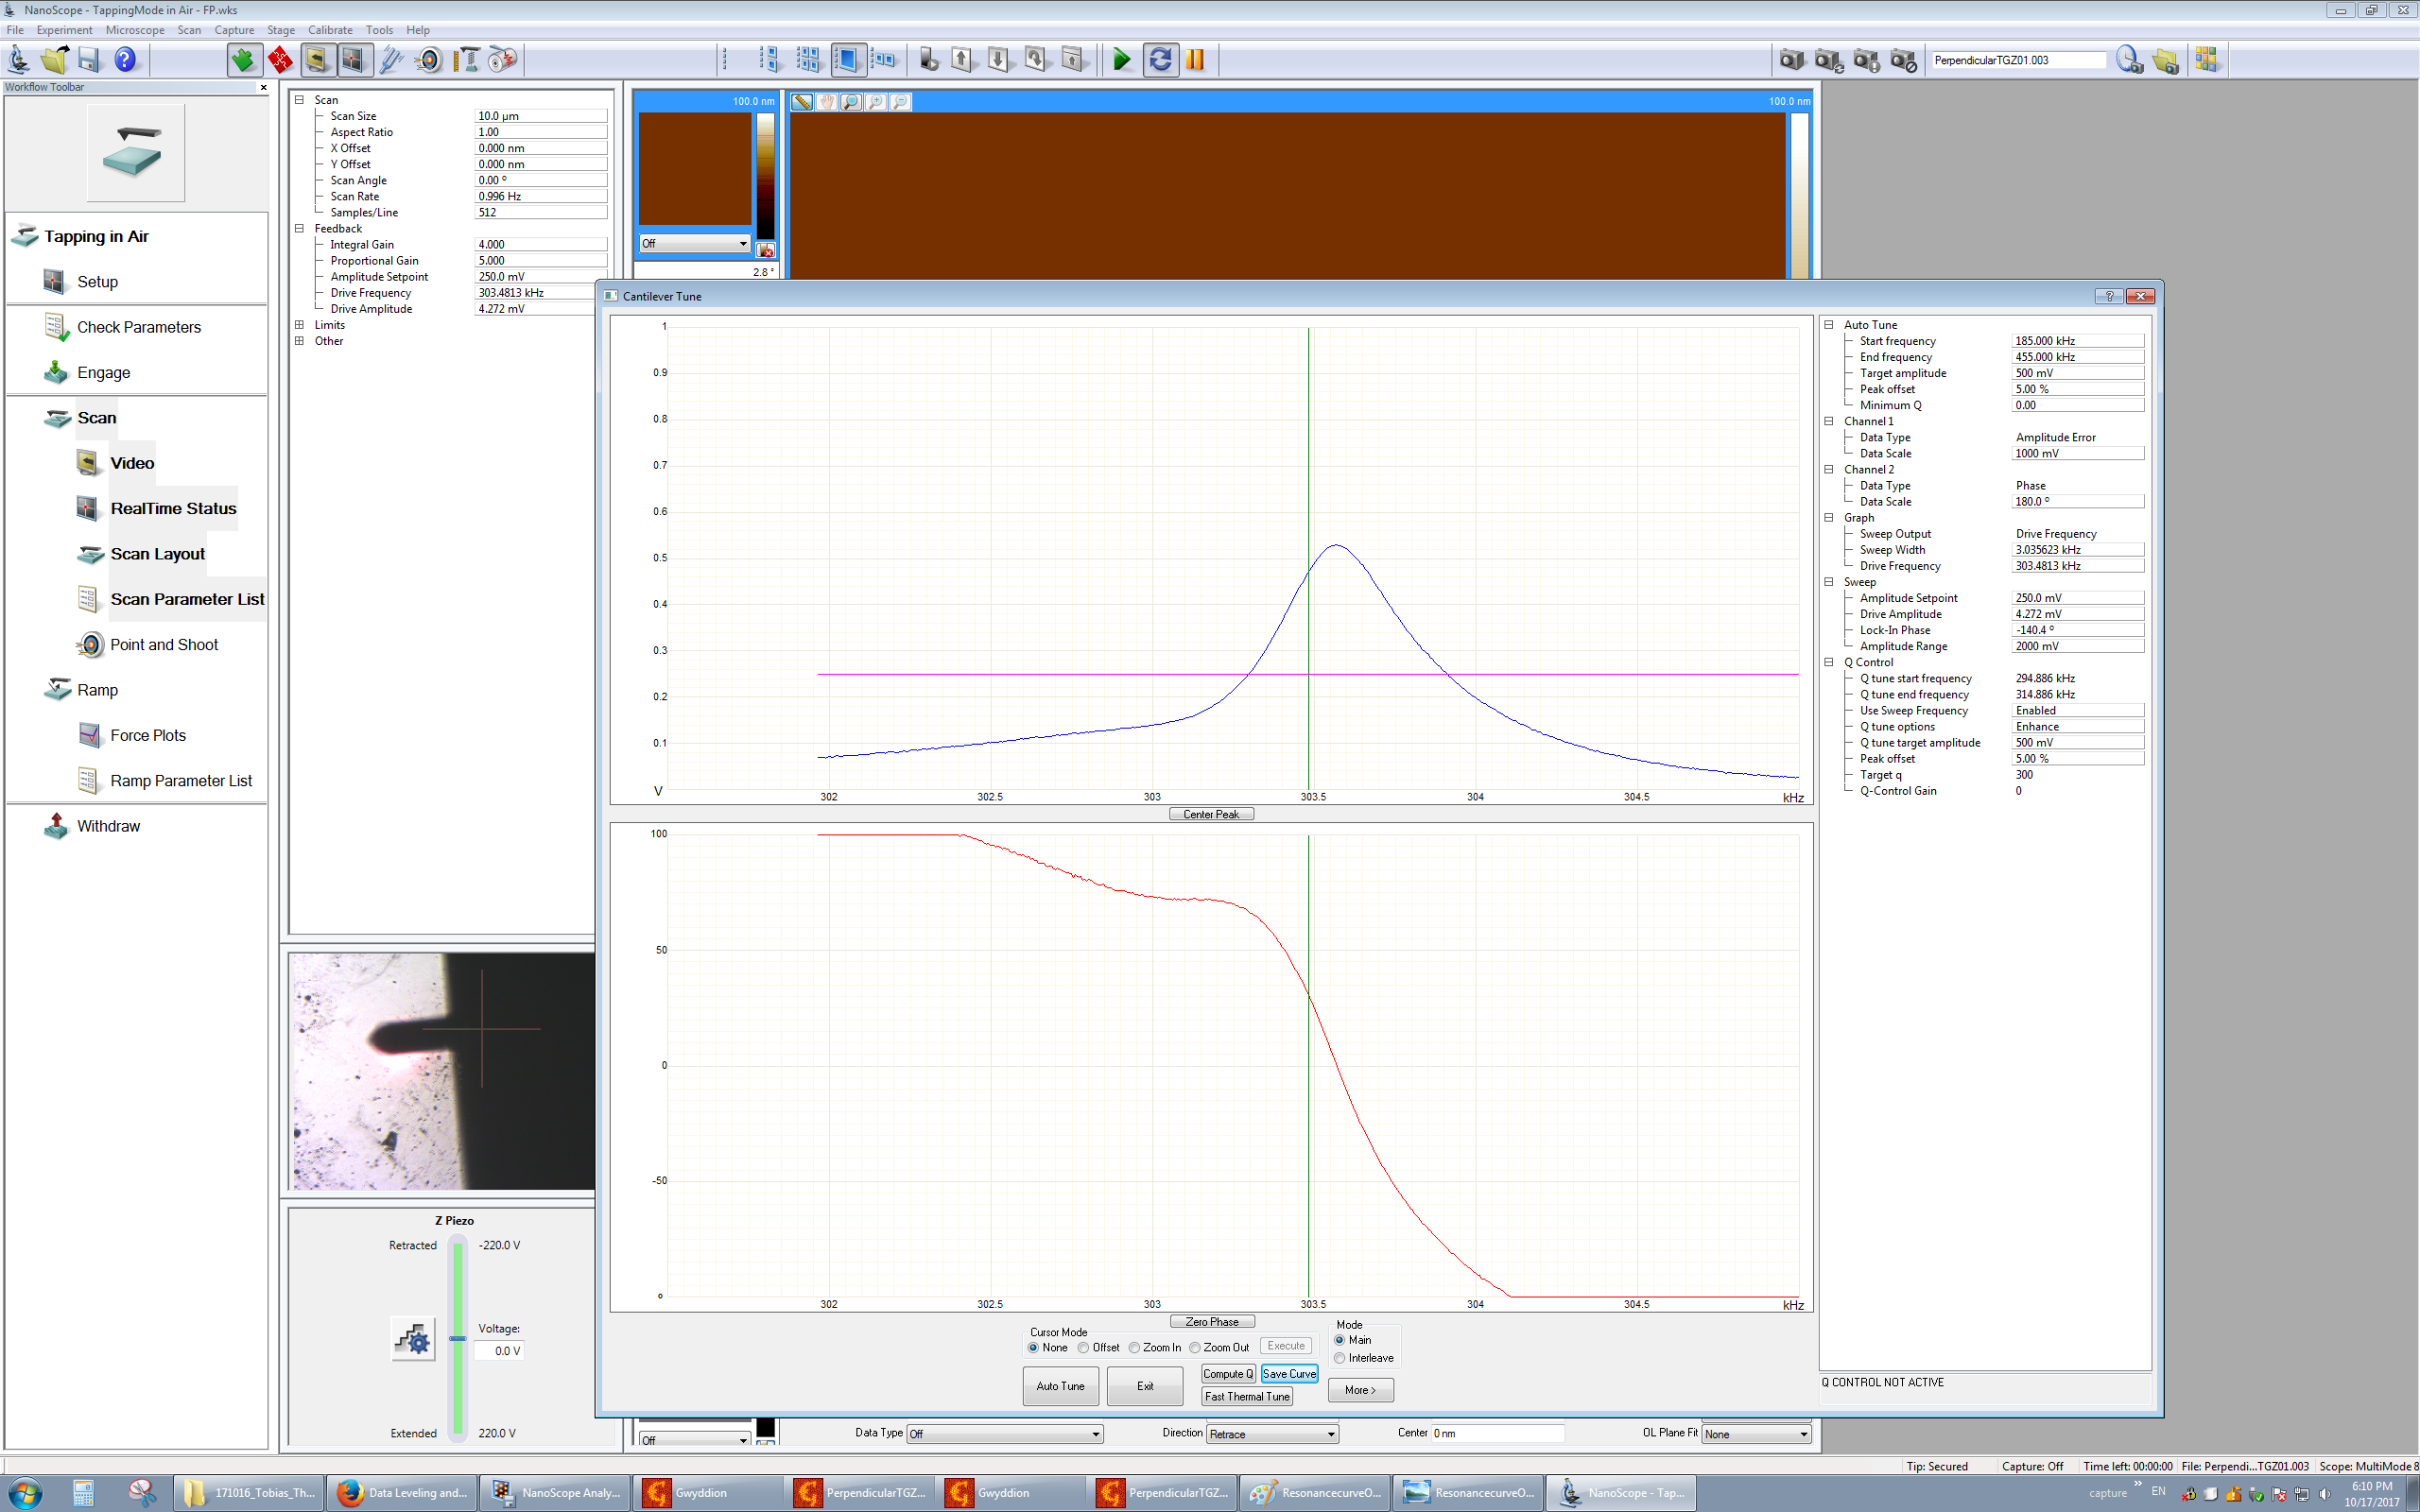 NanoScope - TappingMode in Air - FP.wks
File Experiment Microscope Scan Capture Stage Calibrate Tools Help
PerpendicularTGZ01.003
Workflow Toolbar
Tapping in Air
Setup
Check Parameters
Engage
Scan
Video
RealTime Status
Scan Layout
Scan Parameter List
Point and Shoot
Ramp
Force Plots
Ramp Parameter List
Withdraw
Scan
Scan Size 10.0 µm
Aspect Ratio 1.00
X Offset 0.000 nm
Y Offset 0.000 nm
Scan Angle 0.00 º
Scan Rate 0.996 Hz
Samples/Line 512
Feedback
Integral Gain 4.000
Proportional Gain 5.000
Amplitude Setpoint 250.0 mV
Drive Frequency 303.4813 kHz
Drive Amplitude 4.272 mV
Limits
Other
100.0 nm
Off
2.8 º
100.0 nm
Cantilever Tune
1
0.9
0.8
0.7
0.6
0.5
0.4
0.3
0.2
0.1
V
302 302.5 303 303.5 304 304.5 kHz
Center Peak
100
50
0
-50
º
302 302.5 303 303.5 304 304.5 kHz
Zero Phase
Cursor Mode
None Offset Zoom In Zoom Out Execute
Mode
Main
Interleave
Auto Tune Exit Compute Q Save Curve
Fast Thermal Tune
More >
Auto Tune
Start frequency 185.000 kHz
End frequency 455.000 kHz
Target amplitude 500 mV
Peak offset 5.00 %
Minimum Q 0.00
Channel 1
Data Type Amplitude Error
Data Scale 1000 mV
Channel 2
Data Type Phase
Data Scale 180.0 º
Graph
Sweep Output Drive Frequency
Sweep Width 3.035623 kHz
Drive Frequency 303.4813 kHz
Sweep
Amplitude Setpoint 250.0 mV
Drive Amplitude 4.272 mV
Lock-In Phase -140.4 º
Amplitude Range 2000 mV
Q Control
Q tune start frequency 294.886 kHz
Q tune end frequency 314.886 kHz
Use Sweep Frequency Enabled
Q tune options Enhance
Q tune target amplitude 500 mV
Peak offset 5.00 %
Target q 300
Q-Control Gain 0
Q CONTROL NOT ACTIVE
Z Piezo
Retracted -220.0 V
Voltage:
0.0 V
Extended 220.0 V
Off
Data Type Off Direction Retrace Center 0 nm OL Plane Fit None
Tip: Secured Capture: Off Time left: 00:00:00 File: Perpendi...TGZ01.003 Scope: MultiMode 8
171016_Tobias_Th... Data Leveling and... NanoScope Analy... Gwyddion PerpendicularTGZ... Gwyddion PerpendicularTGZ... ResonancecurveO... ResonancecurveO... NanoScope - Tap...
capture » EN
6:10 PM
10/17/2017